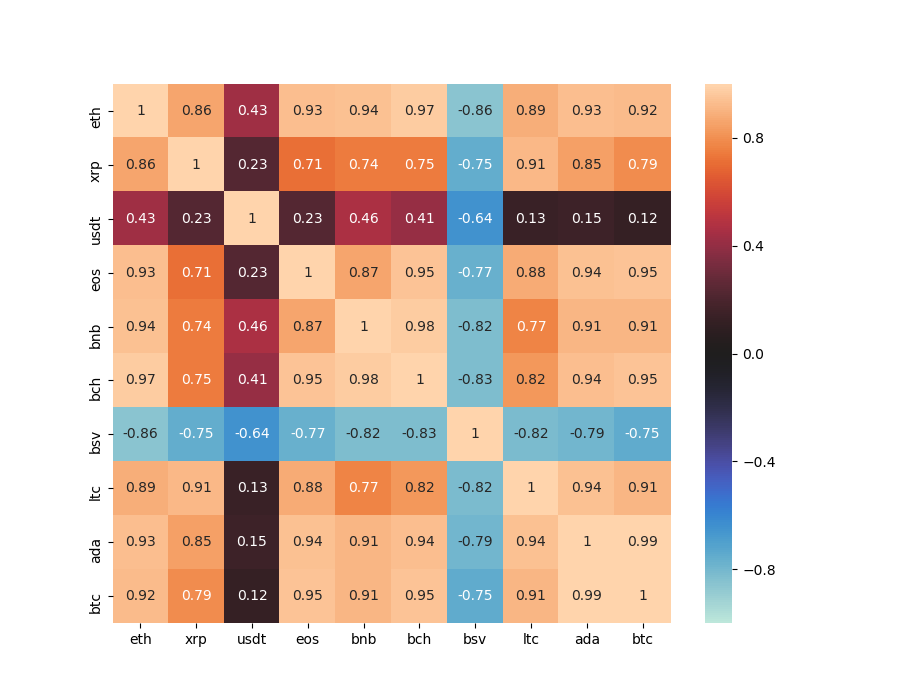 eth 1 0.86 0.43 0.93 0.94 0.97 -0.86 0.89 0.93 0.92
xrp 0.86 1 0.23 0.71 0.74 0.75 -0.75 0.91 0.85 0.79
usdt 0.43 0.23 1 0.23 0.46 0.41 -0.64 0.13 0.15 0.12
eos 0.93 0.71 0.23 1 0.87 0.95 -0.77 0.88 0.94 0.95
bnb 0.94 0.74 0.46 0.87 1 0.98 -0.82 0.77 0.91 0.91
bch 0.97 0.75 0.41 0.95 0.98 1 -0.83 0.82 0.94 0.95
bsv -0.86 -0.75 -0.64 -0.77 -0.82 -0.83 1 -0.82 -0.79 -0.75
ltc 0.89 0.91 0.13 0.88 0.77 0.82 -0.82 1 0.94 0.91
ada 0.93 0.85 0.15 0.94 0.91 0.94 -0.79 0.94 1 0.99
btc 0.92 0.79 0.12 0.95 0.91 0.95 -0.75 0.91 0.99 1
eth xrp usdt eos bnb bch bsv ltc ada btc
0.8
0.4
0.0
−0.4
−0.8